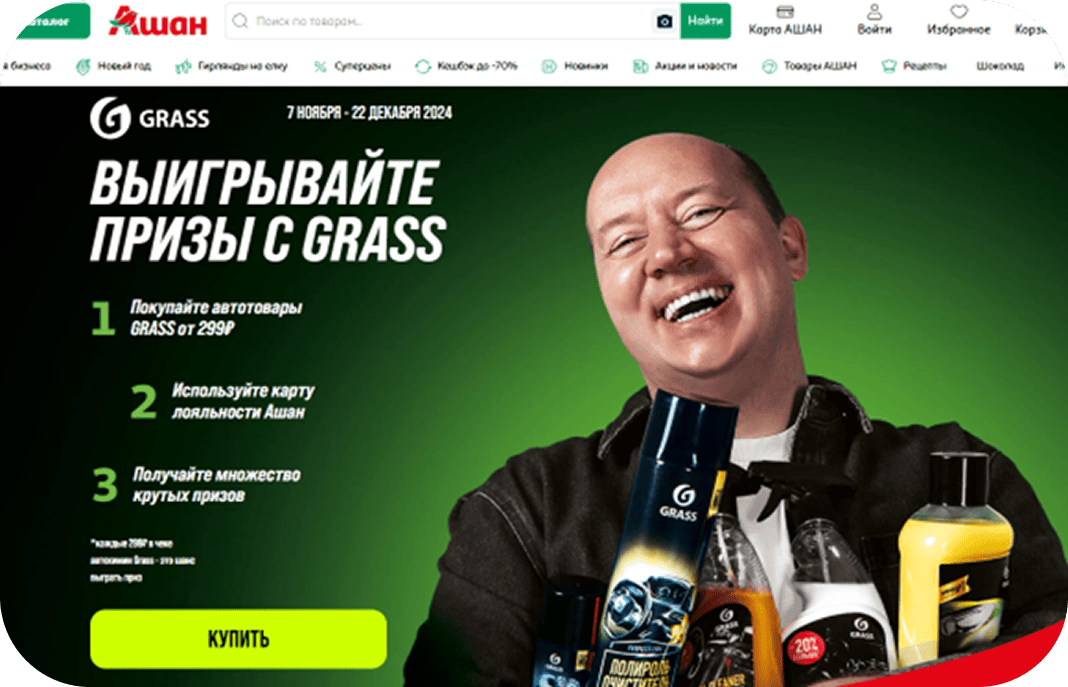 Ашан
Поиск по товарам...
Найти
Карта АШАН
Войти
Избранное
бизнеса
Новый год
Гирлянды на елку
Суперцены
Кешбэк до -70%
Новинки
Акции и новости
Товары АШАН
Рецепты
Шоколад
GRASS
7 НОЯБРЯ - 22 ДЕКАБРЯ 2024
ВЫИГРЫВАЙТЕ
ПРИЗЫ С GRASS
1
Покупайте автотовары
GRASS от 299₽
2
Используйте карту
лояльности Ашан
3
Получайте множество
крутых призов
*каждые 299₽ в чеке
автохимии Grass - это шанс
выиграть приз
КУПИТЬ
GRASS
ПОЛИРОЛЬ
ОЧИСТИТЕЛЬ
GRASS
CLEANER
GRASS
20%
GRASS